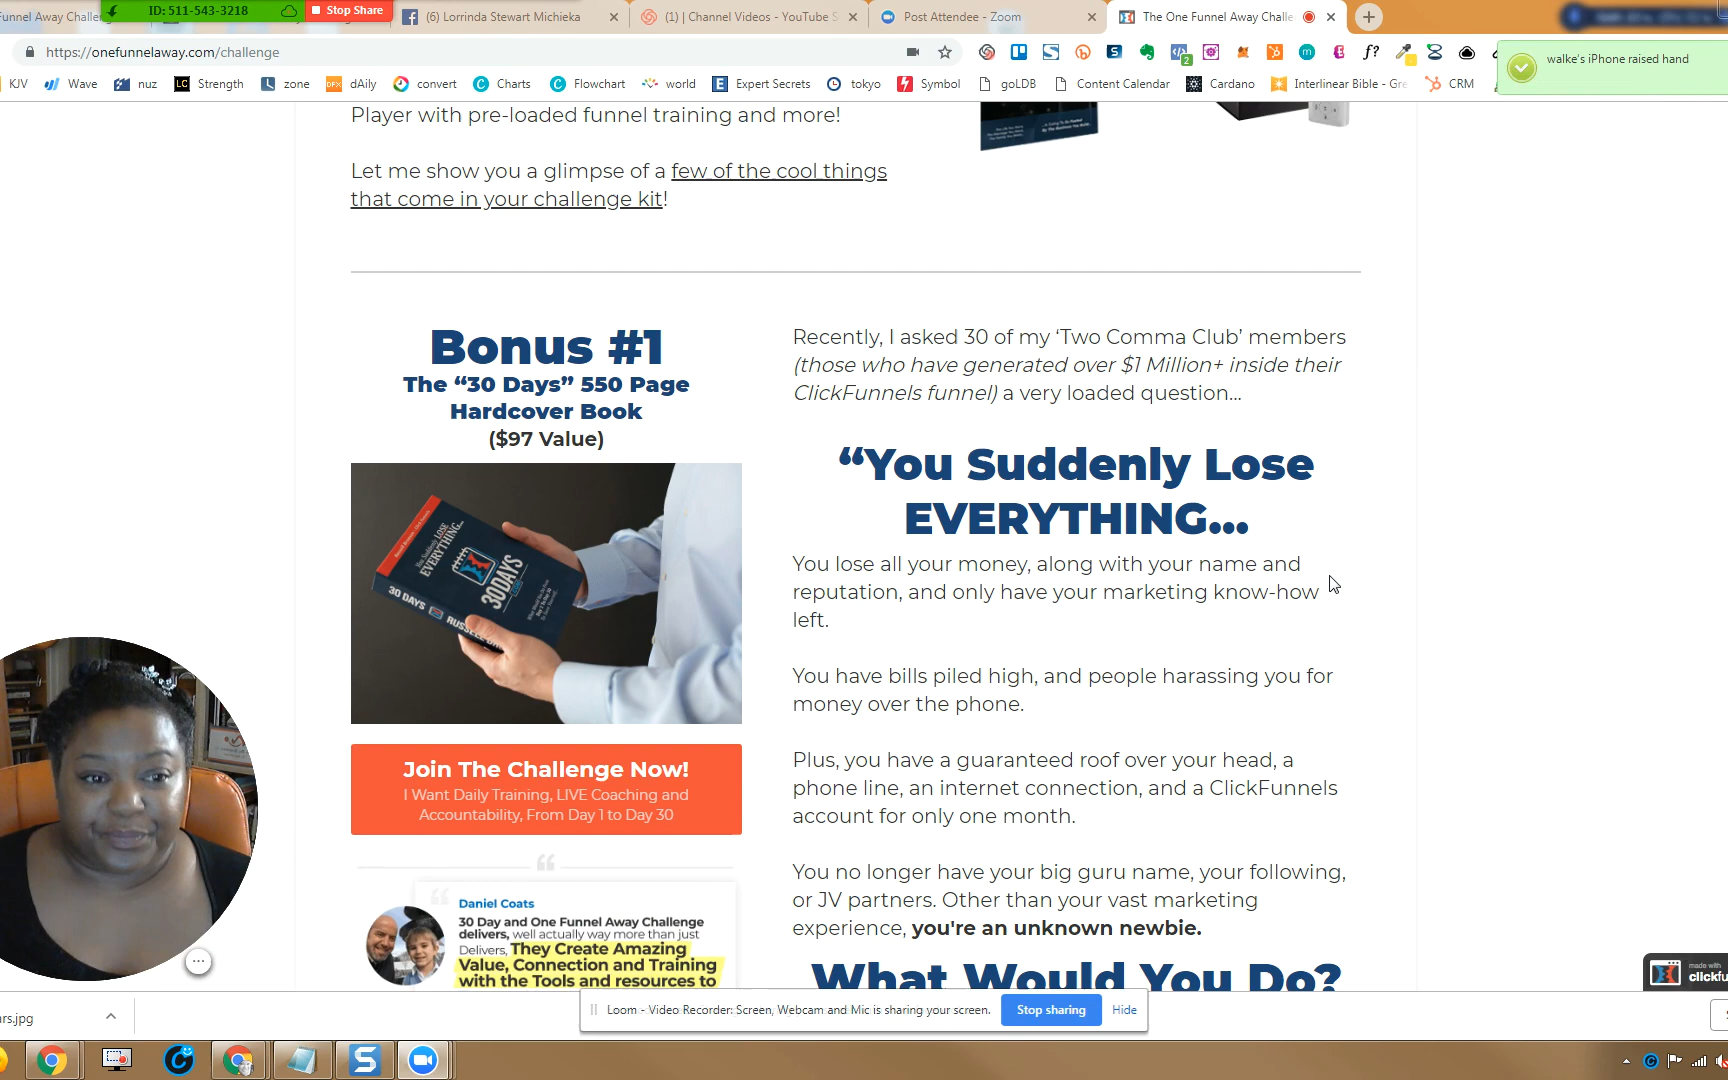 ID: 511-543-3218
Stop Share
(6) Lorrinda Stewart Michieka
(1) | Channel Videos - YouTube S
Post Attendee - Zoom
The One Funnel Away Challe
https://onefunnelaway.com/challenge
walke's iPhone raised hand
KJV
Wave
nuz
Strength
zone
dAily
convert
Charts
Flowchart
world
Expert Secrets
tokyo
Symbol
goLDB
Content Calendar
Cardano
Interlinear Bible - Gre
CRM
Player with pre-loaded funnel training and more!
Let me show you a glimpse of a few of the cool things
that come in your challenge kit!
Bonus #1
The “30 Days” 550 Page
Hardcover Book
($97 Value)
You Suddenly LOSE
EVERYTHING...
30 DAYS
30 DAYS
Join The Challenge Now!
I Want Daily Training, LIVE Coaching and
Accountability, From Day 1 to Day 30
Daniel Coats
30 Day and One Funnel Away Challenge
delivers, well actually way more than just
Delivers, They Create Amazing
Value, Connection and Training
with the Tools and resources to
Recently, I asked 30 of my ‘Two Comma Club’ members
(those who have generated over $1 Million+ inside their
ClickFunnels funnel) a very loaded question...
“You Suddenly Lose
EVERYTHING...
You lose all your money, along with your name and
reputation, and only have your marketing know-how
left.
You have bills piled high, and people harassing you for
money over the phone.
Plus, you have a guaranteed roof over your head, a
phone line, an internet connection, and a ClickFunnels
account for only one month.
You no longer have your big guru name, your following,
or JV partners. Other than your vast marketing
experience, you're an unknown newbie.
What Would You Do?
made with
clickfu
rs.jpg
Loom - Video Recorder: Screen, Webcam and Mic is sharing your screen.
Stop sharing
Hide